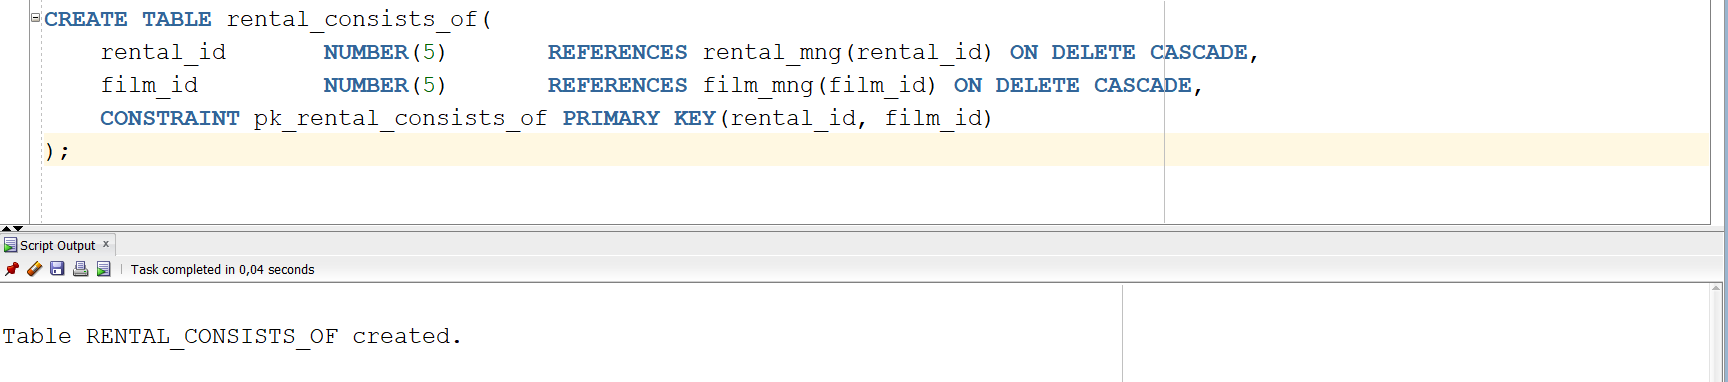 CREATE TABLE rental_consists_of(
    rental_id       NUMBER(5)       REFERENCES rental_mng(rental_id) ON DELETE CASCADE,
    film_id         NUMBER(5)       REFERENCES film_mng(film_id) ON DELETE CASCADE,
    CONSTRAINT pk_rental_consists_of PRIMARY KEY(rental_id, film_id)
);
Script Output x
Task completed in 0,04 seconds
Table RENTAL_CONSISTS_OF created.